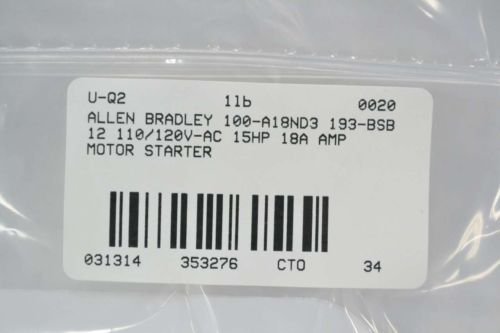 U-Q2 1lb 0020
ALLEN BRADLEY 100-A18ND3 193-BSB
12 110/120V-AC 15HP 18A AMP
MOTOR STARTER
031314 353276 CTO 34